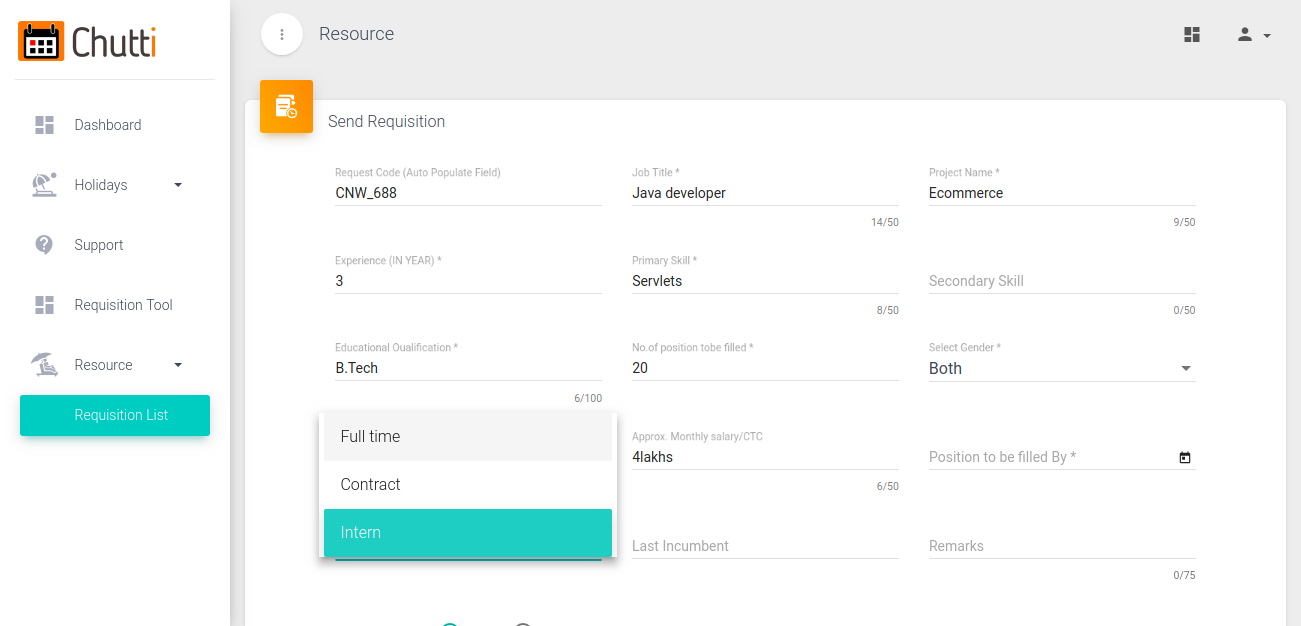 Chutti
Resource
Dashboard
Holidays
Support
Requisition Tool
Resource
Requisition List
Send Requisition
Request Code (Auto Populate Field)
CNW_688
Job Title *
Java developer
14/50
Project Name *
Ecommerce
9/50
Experience (IN YEAR) *
3
Primary Skill *
Servlets
8/50
Secondary Skill
0/50
Educational Oualification *
B.Tech
6/100
No.of position tobe filled *
20
Select Gender *
Both
Full time
Contract
Intern
Approx. Monthly salary/CTC
4lakhs
6/50
Position to be filled By *
Last Incumbent
Remarks
0/75